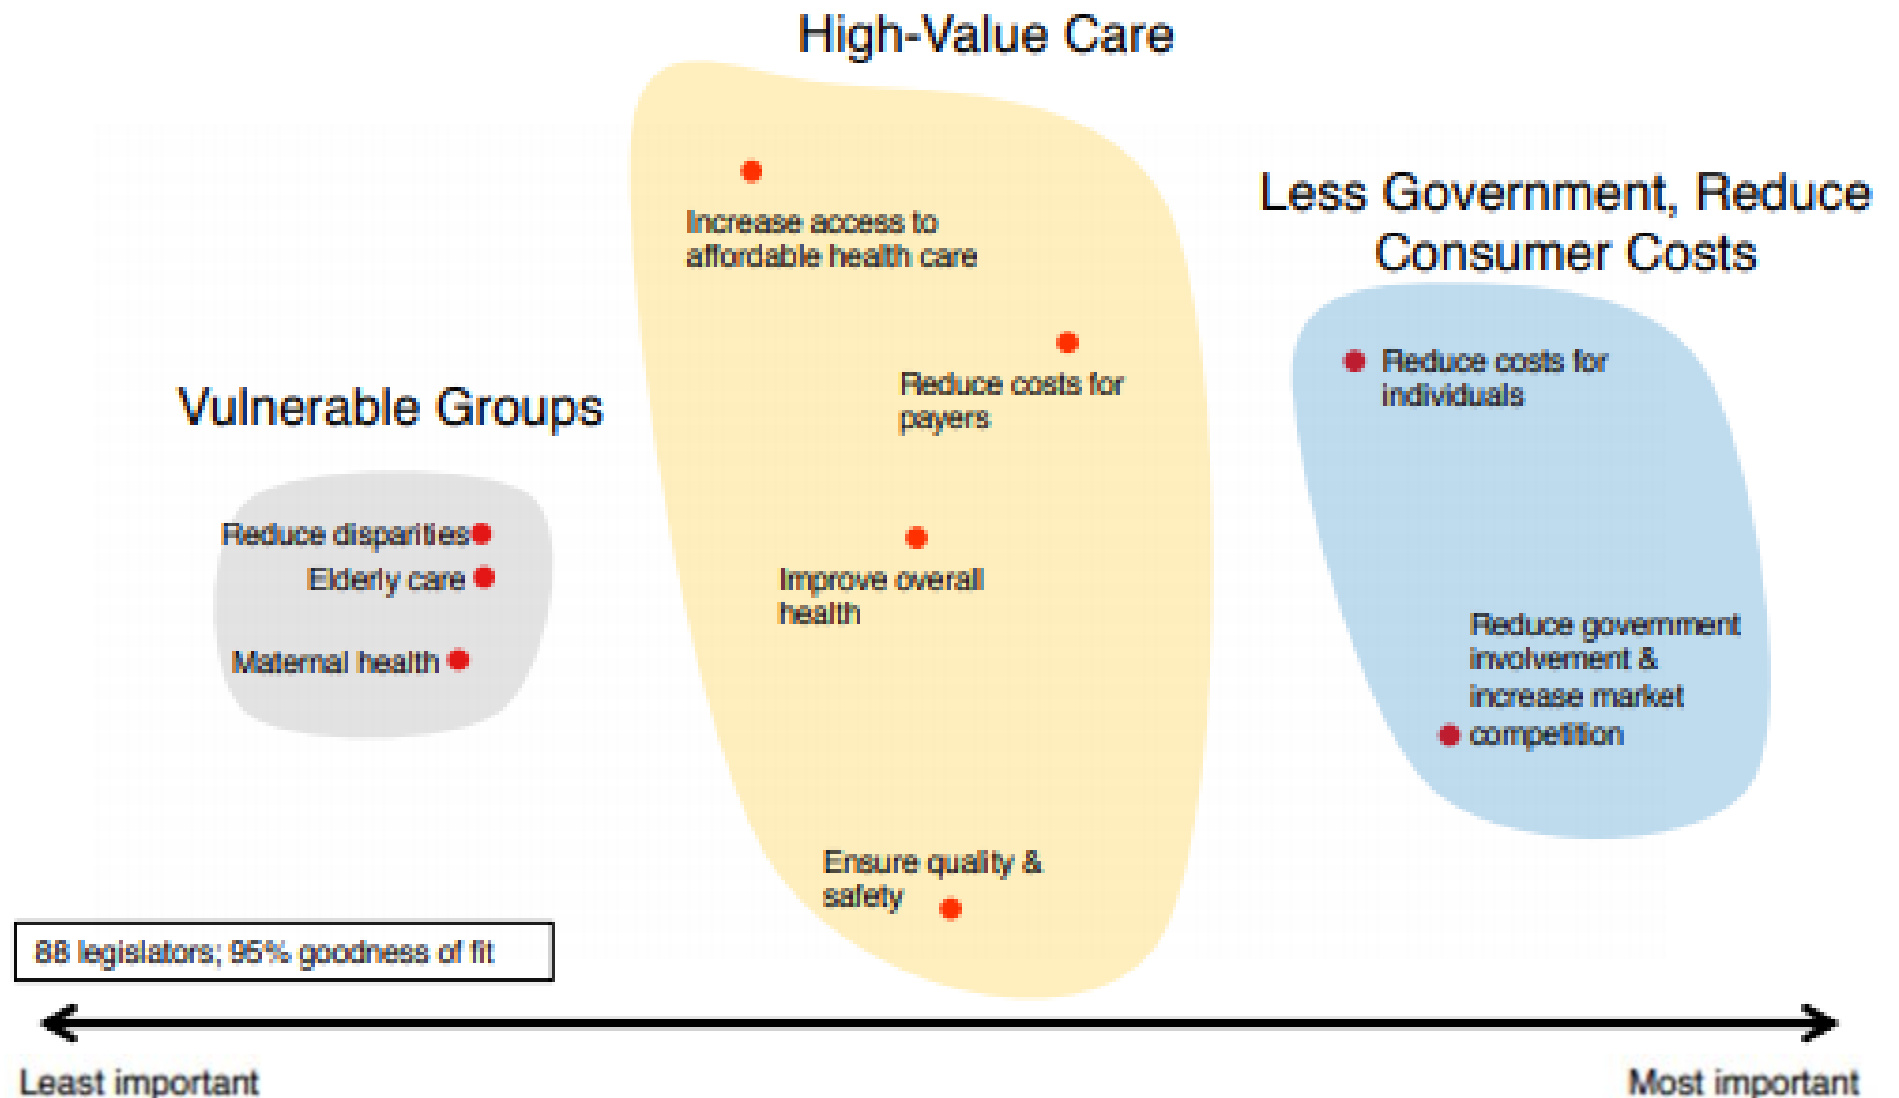 High-Value Care
Increase access to
affordable health care
Less Government, Reduce
Consumer Costs
Reduce costs for
individuals
Reduce costs for
payers
Vulnerable Groups
Reduce disparities
Elderly care
Maternal health
Improve overall
health
Reduce government
involvement &
increase market
competition
Ensure quality &
safety
88 legislators; 95% goodness of fit
Least important
Most important